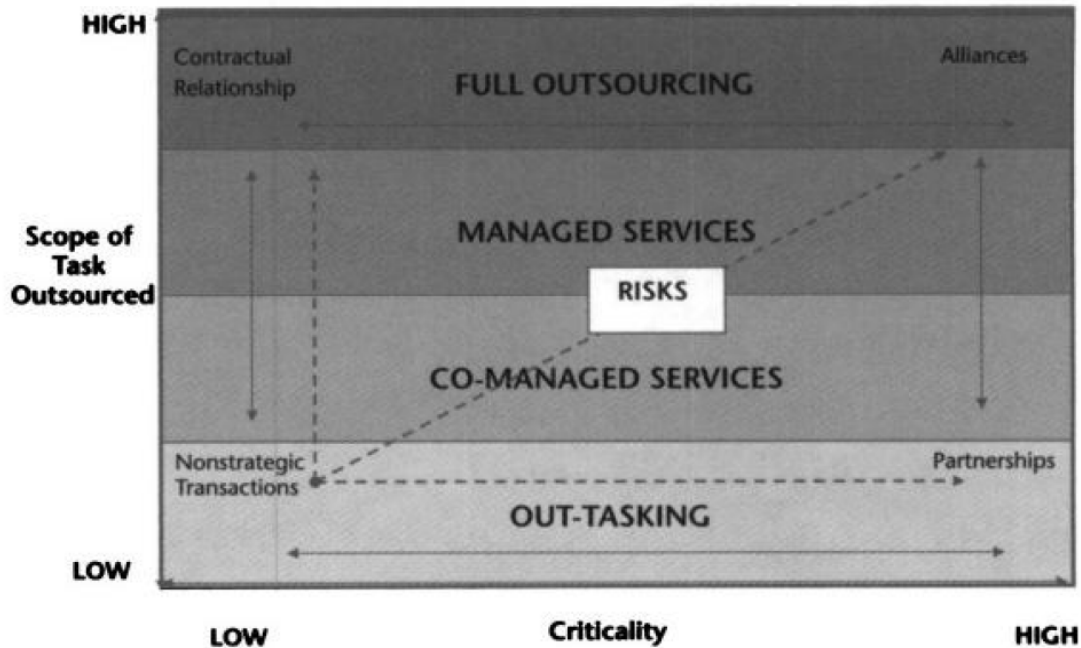 HIGH
Contractual
Relationship
Alliances
FULL OUTSOURCING
MANAGED SERVICES
Scope of
Task
Outsourced
RISKS
CO-MANAGED SERVICES
Nonstrategic
Transactions
Partnerships
OUT-TASKING
LOW
LOW
Criticality
HIGH